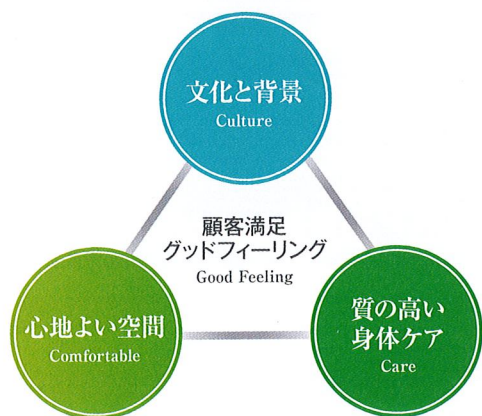 文化と背景
Culture
顧客満足
グッドフィーリング
Good Feeling
心地よい空間
Comfortable
質の高い
身体ケア
Care